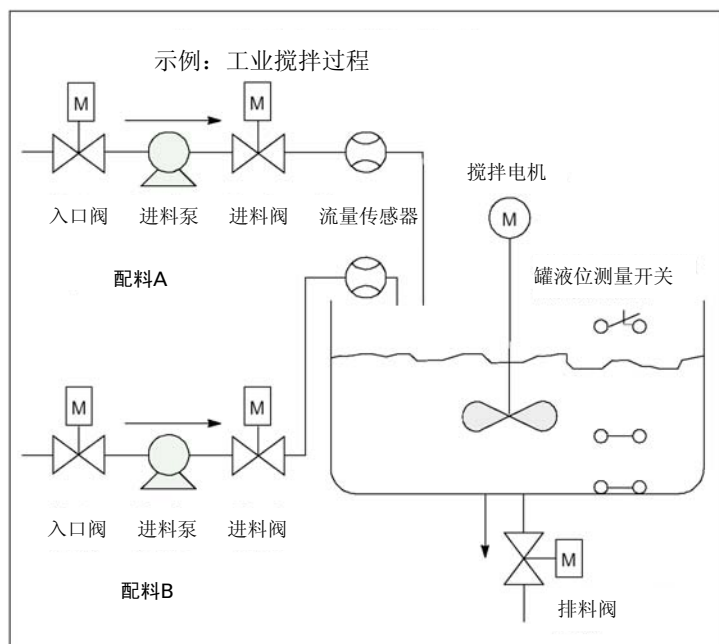 示例：工业搅拌过程
M
M
搅拌电机
M
入口阀
进料泵
进料阀
流量传感器
配料A
罐液位测量开关
M
M
入口阀
进料泵
进料阀
M
配料B
排料阀